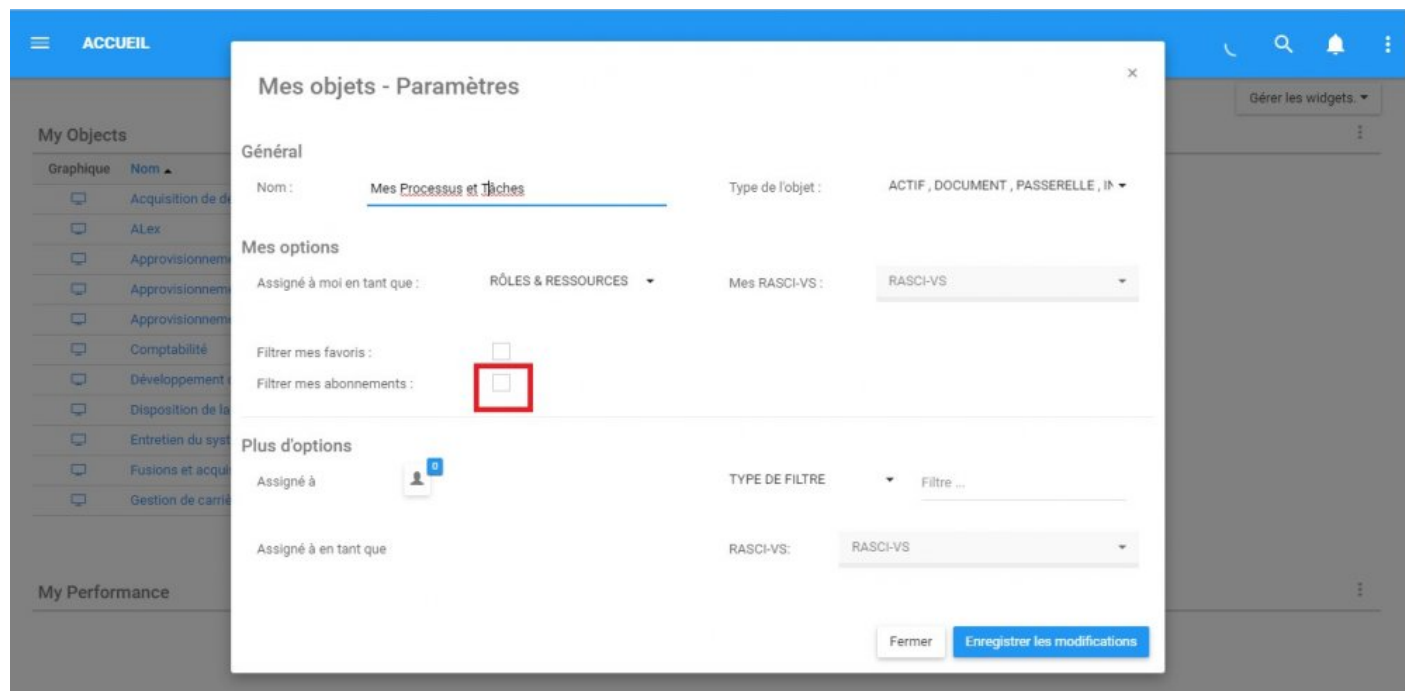 ACCUEIL
Gérer les widgets.
Mes objets - Paramètres
×
My Objects
Général
Graphique Nom
Nom : Mes Processus et Tâches Type de l'objet : ACTIF , DOCUMENT , PASSERELLE , IN
Acquisition de de
ALex
Mes options
Approvisionneme
Assigné à moi en tant que : RÔLES & RESSOURCES Mes RASCI-VS : RASCI-VS
Approvisionneme
Approvisionneme
Comptabilité
Filtrer mes favoris :
Développement
Filtrer mes abonnements :
Disposition de la
Entretien du syst
Plus d'options
Fusions et acqui
Assigné à 0 TYPE DE FILTRE Filtre ...
Gestion de carriè
Assigné à en tant que RASCI-VS: RASCI-VS
My Performance
Fermer Enregistrer les modifications